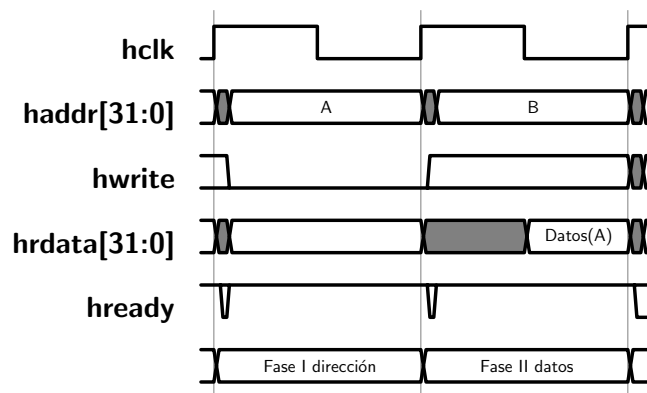 hclk
haddr[31:0] A B
hwrite
hrdata[31:0] Datos(A)
hready
Fase I dirección Fase II datos